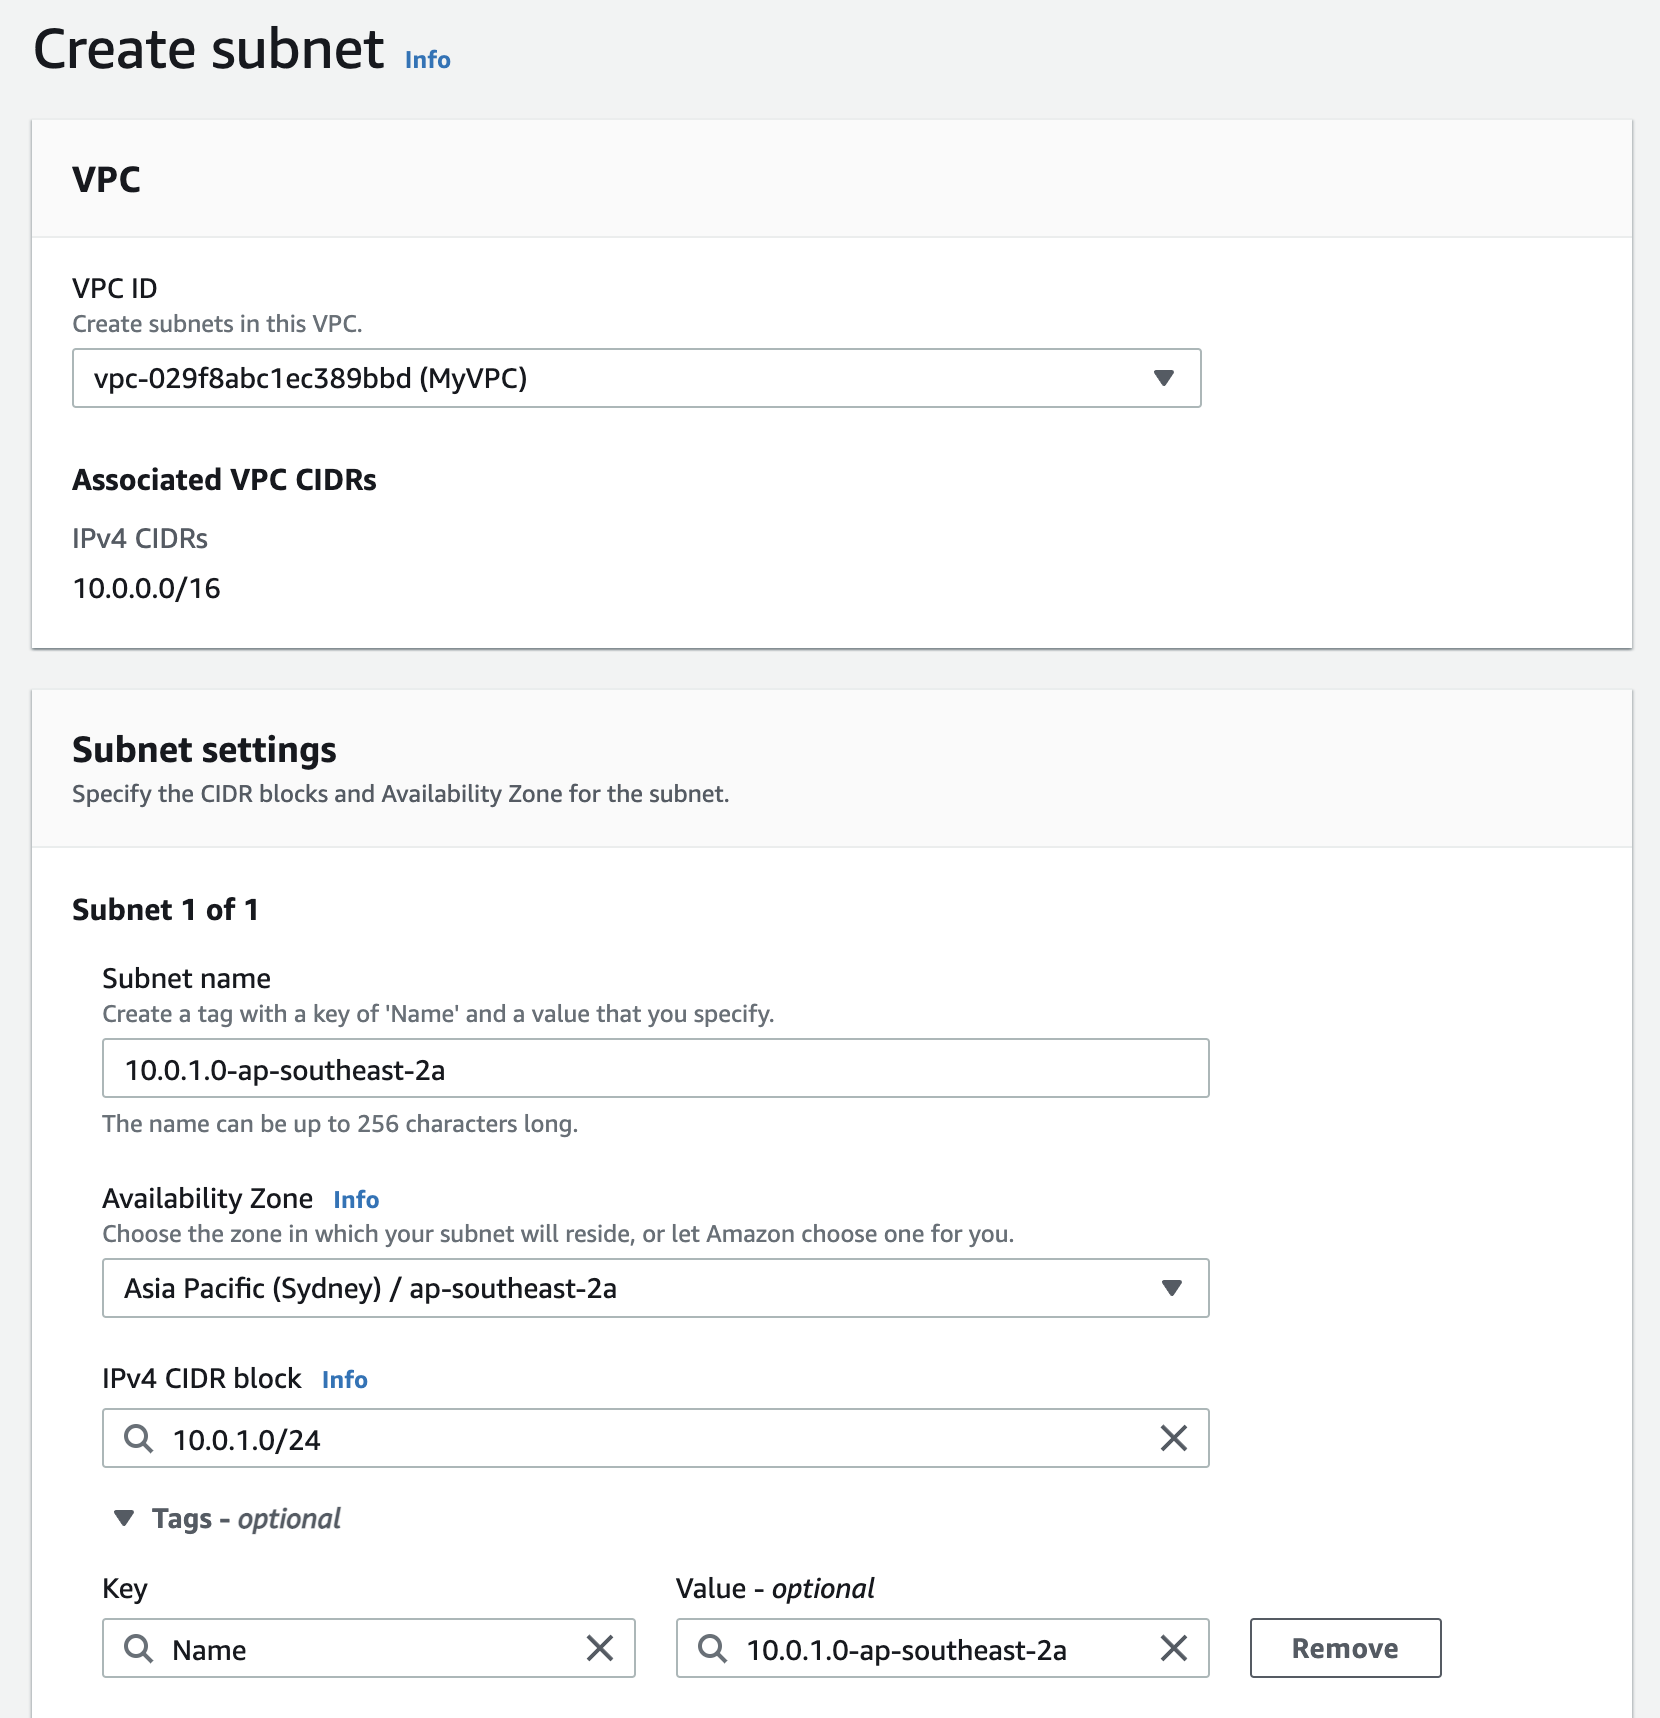 Create subnet Info
VPC
VPC ID
Create subnets in this VPC.
vpc-029f8abc1ec389bbd (MyVPC)
Associated VPC CIDRs
IPv4 CIDRs
10.0.0.0/16
Subnet settings
Specify the CIDR blocks and Availability Zone for the subnet.
Subnet 1 of 1
Subnet name
Create a tag with a key of 'Name' and a value that you specify.
10.0.1.0-ap-southeast-2a
The name can be up to 256 characters long.
Availability Zone Info
Choose the zone in which your subnet will reside, or let Amazon choose one for you.
Asia Pacific (Sydney) / ap-southeast-2a
IPv4 CIDR block Info
10.0.1.0/24
Tags - optional
Key Value - optional
Name 10.0.1.0-ap-southeast-2a Remove